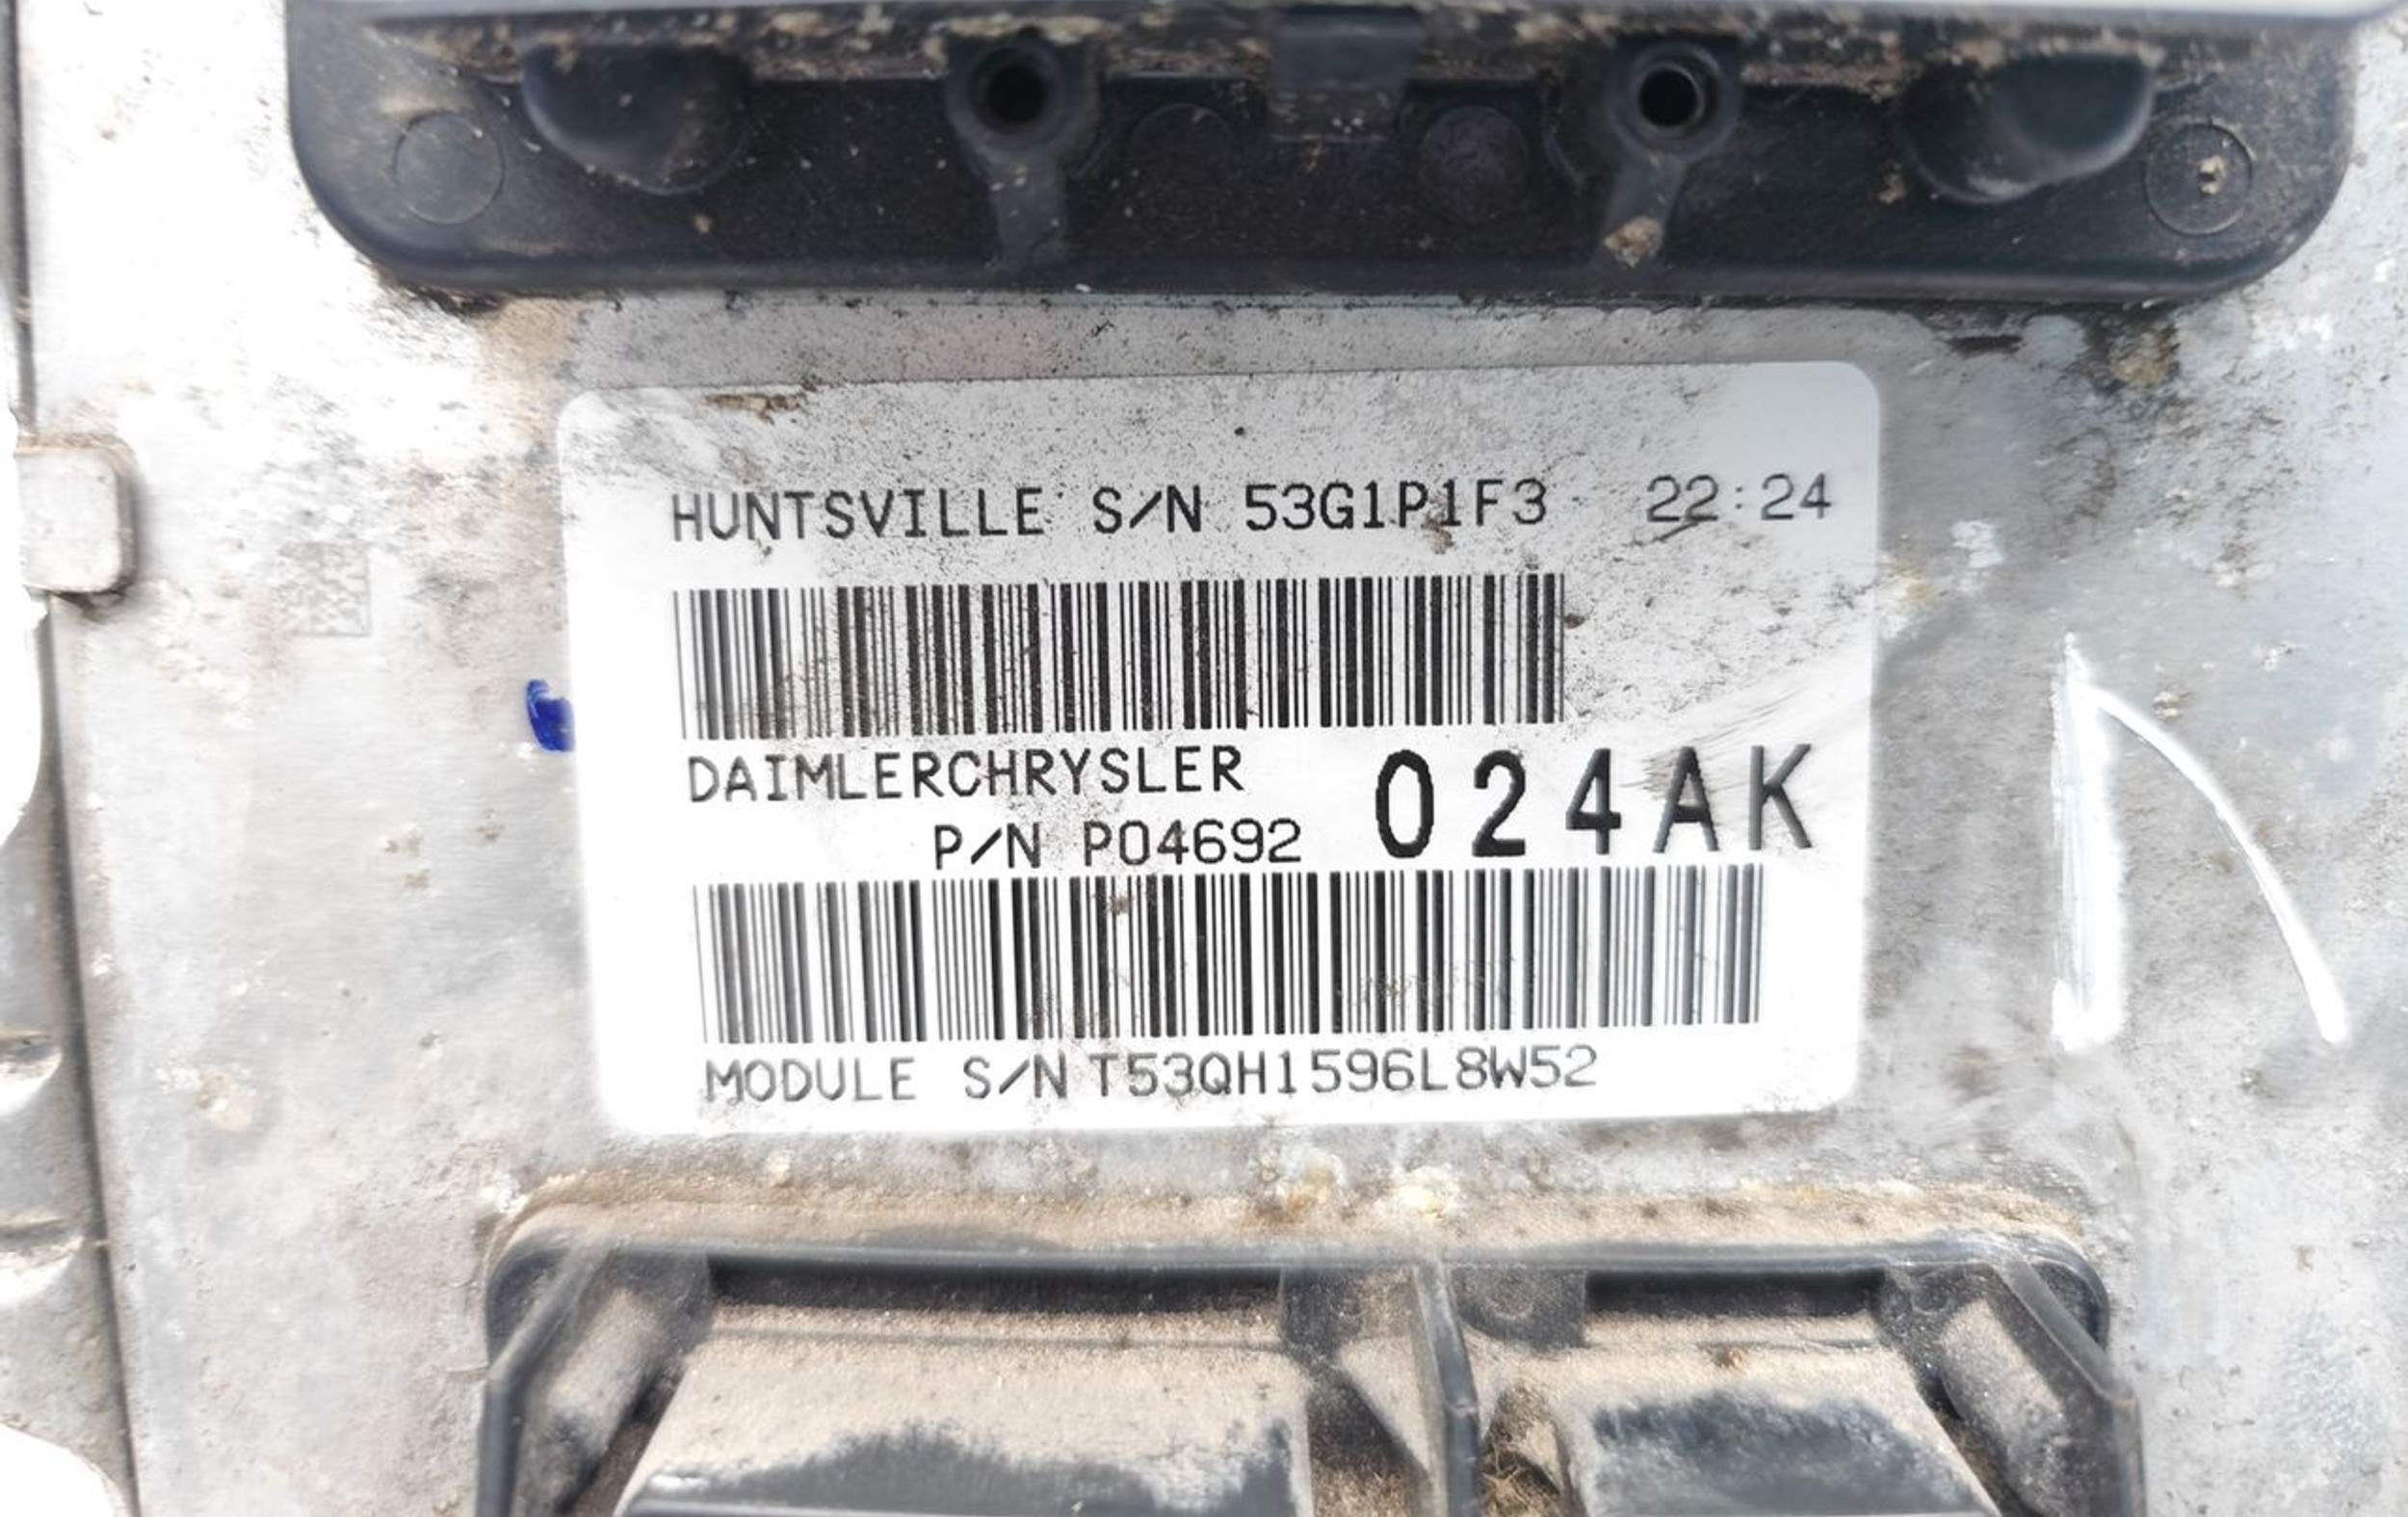 HUNTSVILLE S/N 53G1P1F3 22:24
DAIMLERCHRYSLER 024AK
P/N P04692
MODULE S/N T53QH1596L8W52